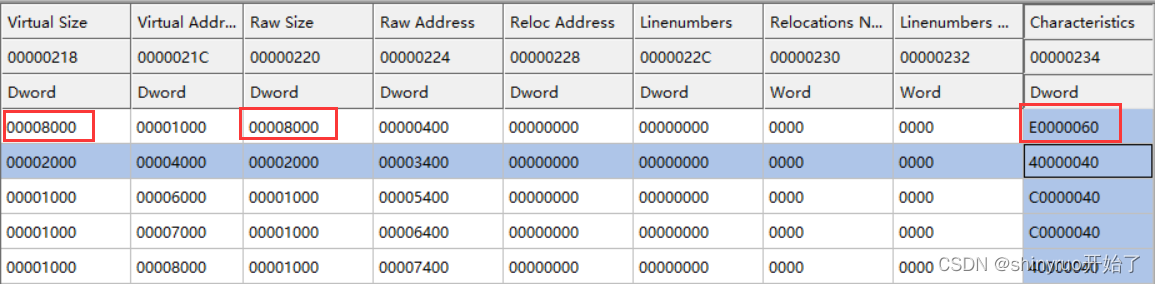 Virtual Size Virtual Addr... Raw Size Raw Address Reloc Address Linenumbers Relocations N... Linenumbers ... Characteristics
00000218 0000021C 00000220 00000224 00000228 0000022C 00000230 00000232 00000234
Dword Dword Dword Dword Dword Dword Word Word Dword
00008000 00001000 00008000 00000400 00000000 00000000 0000 0000 E0000060
00002000 00004000 00002000 00003400 00000000 00000000 0000 0000 40000040
00001000 00006000 00001000 00005400 00000000 00000000 0000 0000 C0000040
00001000 00007000 00001000 00006400 00000000 00000000 0000 0000 C0000040
00001000 00008000 00001000 00007400 00000000 00000000 0000 0000 40000040
CSDN @shinyruo开始了